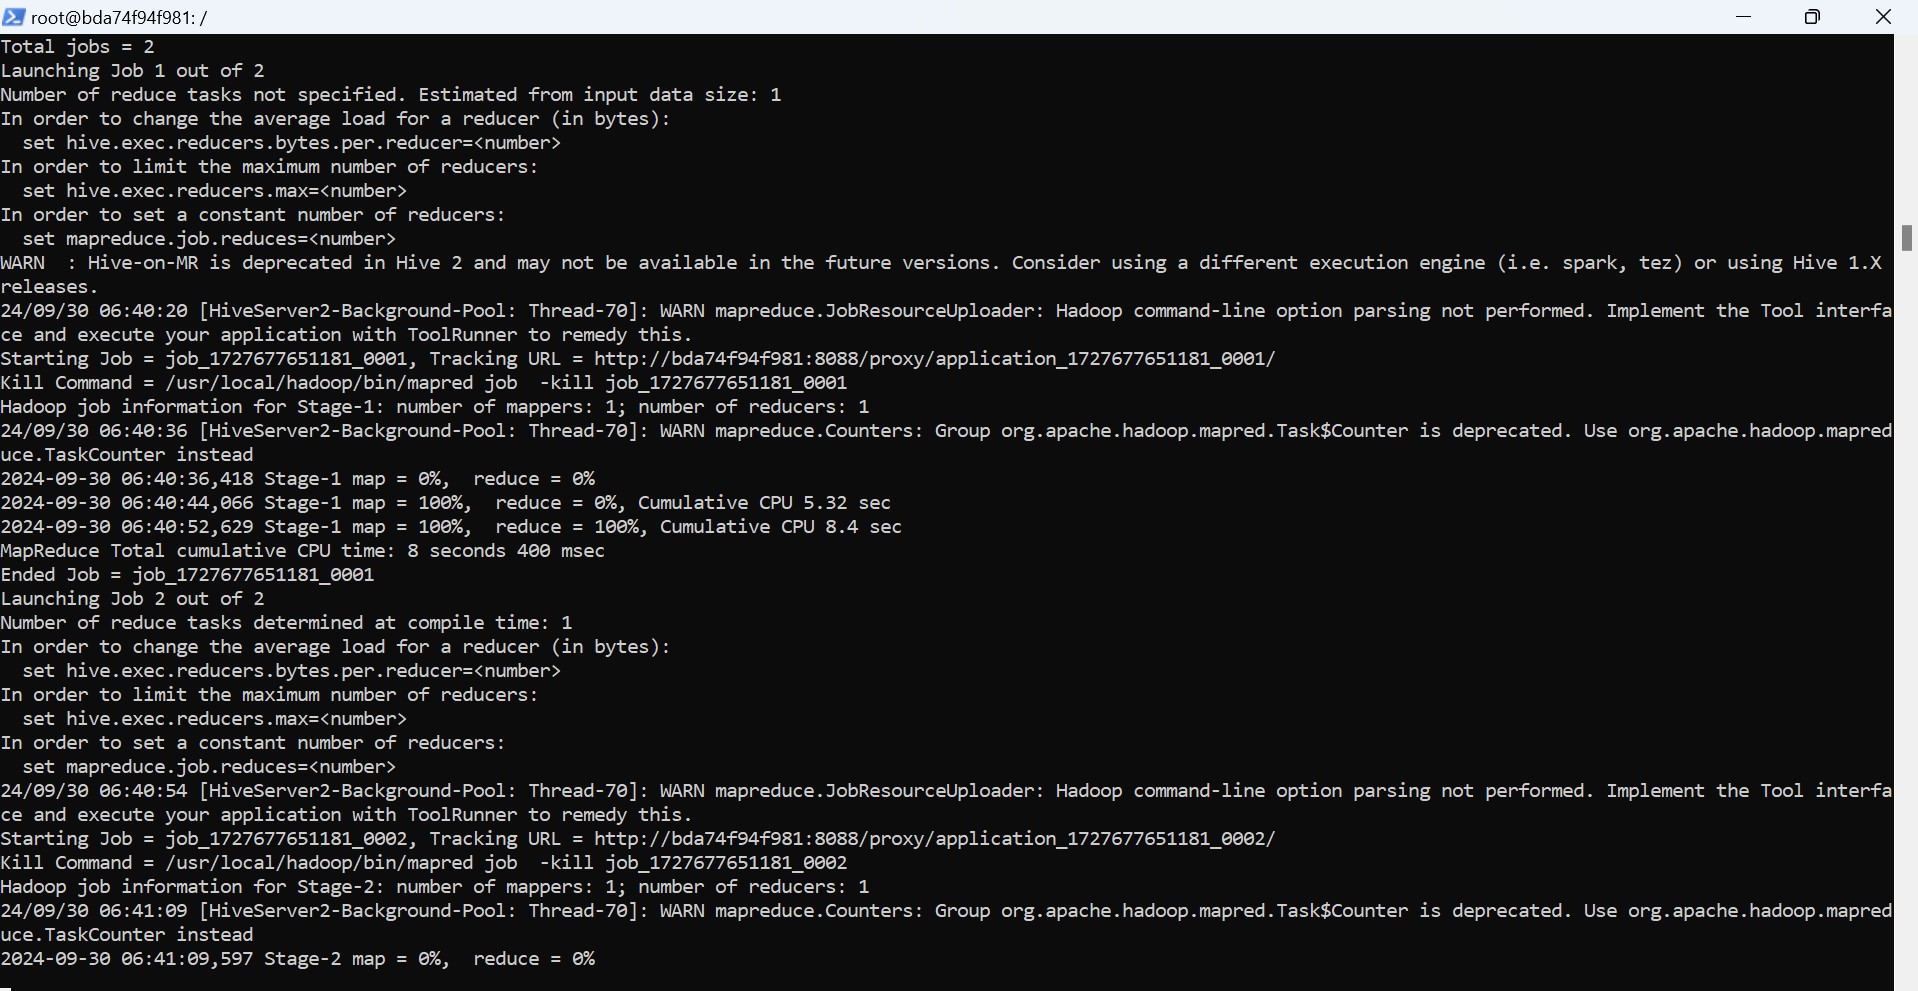 root@bda74f94f981: /
Total jobs = 2
Launching Job 1 out of 2
Number of reduce tasks not specified. Estimated from input data size: 1
In order to change the average load for a reducer (in bytes):
  set hive.exec.reducers.bytes.per.reducer=<number>
In order to limit the maximum number of reducers:
  set hive.exec.reducers.max=<number>
In order to set a constant number of reducers:
  set mapreduce.job.reduces=<number>
WARN  : Hive-on-MR is deprecated in Hive 2 and may not be available in the future versions. Consider using a different execution engine (i.e. spark, tez) or using Hive 1.X
releases.
24/09/30 06:40:20 [HiveServer2-Background-Pool: Thread-70]: WARN mapreduce.JobResourceUploader: Hadoop command-line option parsing not performed. Implement the Tool interfa
ce and execute your application with ToolRunner to remedy this.
Starting Job = job_1727677651181_0001, Tracking URL = http://bda74f94f981:8088/proxy/application_1727677651181_0001/
Kill Command = /usr/local/hadoop/bin/mapred job  -kill job_1727677651181_0001
Hadoop job information for Stage-1: number of mappers: 1; number of reducers: 1
24/09/30 06:40:36 [HiveServer2-Background-Pool: Thread-70]: WARN mapreduce.Counters: Group org.apache.hadoop.mapred.Task$Counter is deprecated. Use org.apache.hadoop.mapred
uce.TaskCounter instead
2024-09-30 06:40:36,418 Stage-1 map = 0%,  reduce = 0%
2024-09-30 06:40:44,066 Stage-1 map = 100%,  reduce = 0%, Cumulative CPU 5.32 sec
2024-09-30 06:40:52,629 Stage-1 map = 100%,  reduce = 100%, Cumulative CPU 8.4 sec
MapReduce Total cumulative CPU time: 8 seconds 400 msec
Ended Job = job_1727677651181_0001
Launching Job 2 out of 2
Number of reduce tasks determined at compile time: 1
In order to change the average load for a reducer (in bytes):
  set hive.exec.reducers.bytes.per.reducer=<number>
In order to limit the maximum number of reducers:
  set hive.exec.reducers.max=<number>
In order to set a constant number of reducers:
  set mapreduce.job.reduces=<number>
24/09/30 06:40:54 [HiveServer2-Background-Pool: Thread-70]: WARN mapreduce.JobResourceUploader: Hadoop command-line option parsing not performed. Implement the Tool interfa
ce and execute your application with ToolRunner to remedy this.
Starting Job = job_1727677651181_0002, Tracking URL = http://bda74f94f981:8088/proxy/application_1727677651181_0002/
Kill Command = /usr/local/hadoop/bin/mapred job  -kill job_1727677651181_0002
Hadoop job information for Stage-2: number of mappers: 1; number of reducers: 1
24/09/30 06:41:09 [HiveServer2-Background-Pool: Thread-70]: WARN mapreduce.Counters: Group org.apache.hadoop.mapred.Task$Counter is deprecated. Use org.apache.hadoop.mapred
uce.TaskCounter instead
2024-09-30 06:41:09,597 Stage-2 map = 0%,  reduce = 0%